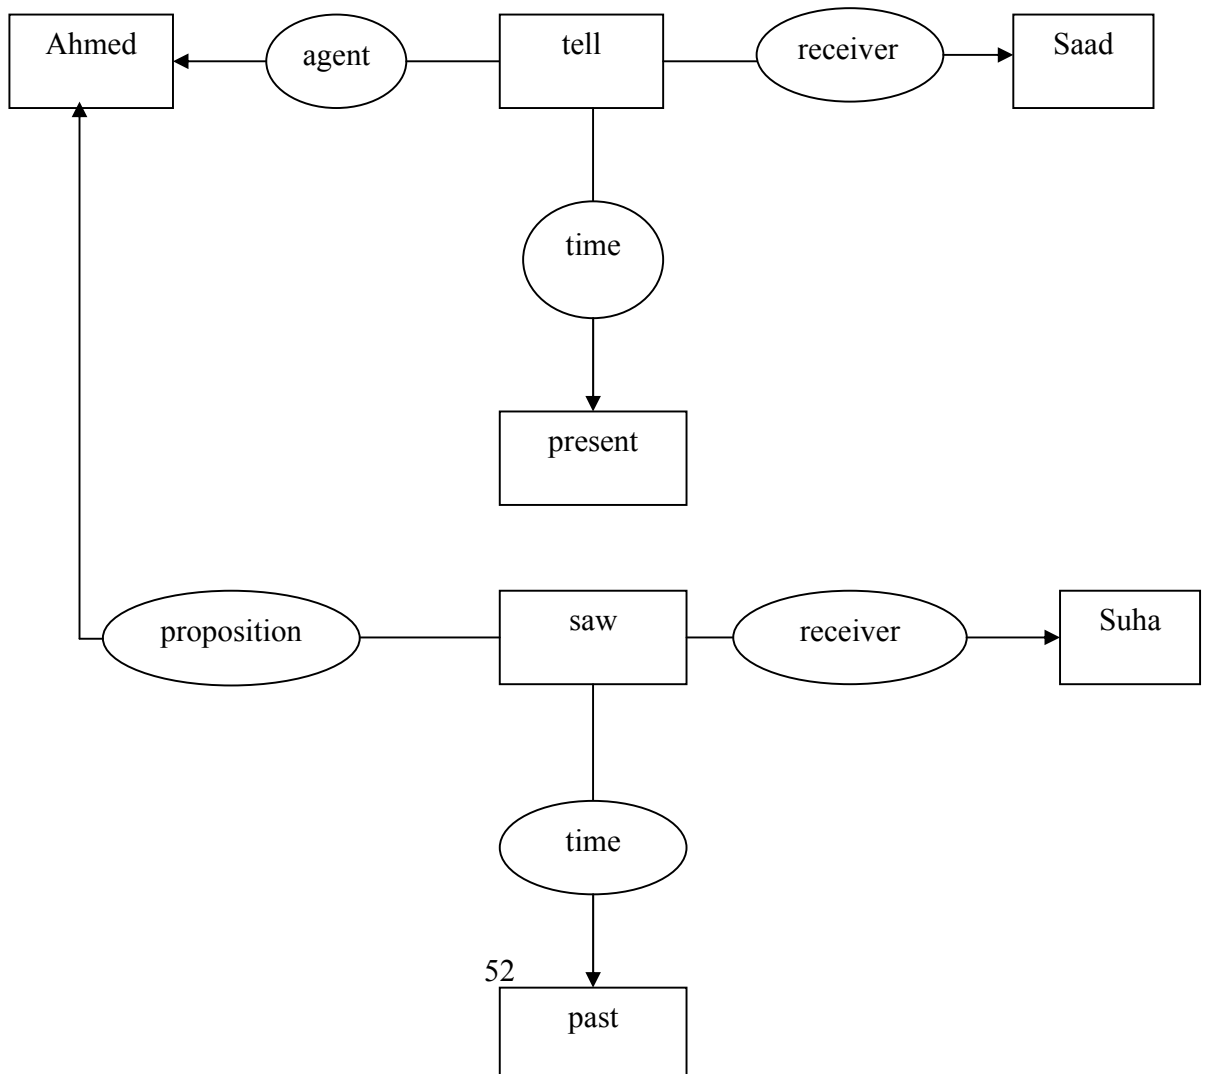 Ahmed
agent
tell
receiver
Saad
time
present
proposition
saw
receiver
Suha
time
52
past